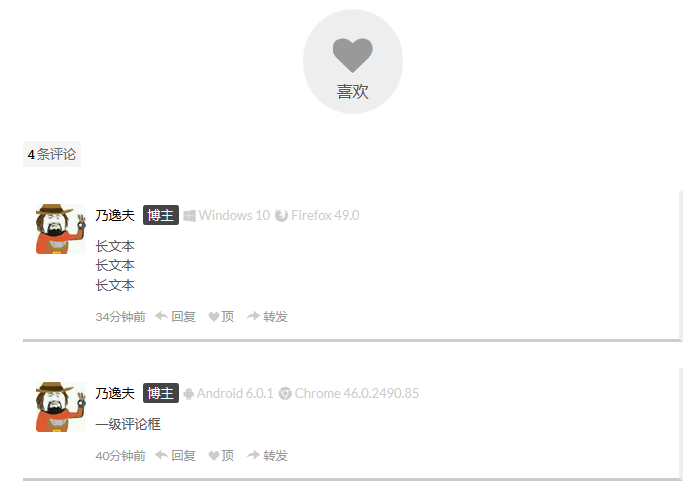 喜欢
4条评论
乃逸夫 博主 Windows 10 Firefox 49.0
长文本
长文本
长文本
34分钟前 回复 顶 转发
乃逸夫 博主 Android 6.0.1 Chrome 46.0.2490.85
一级评论框
40分钟前 回复 顶 转发